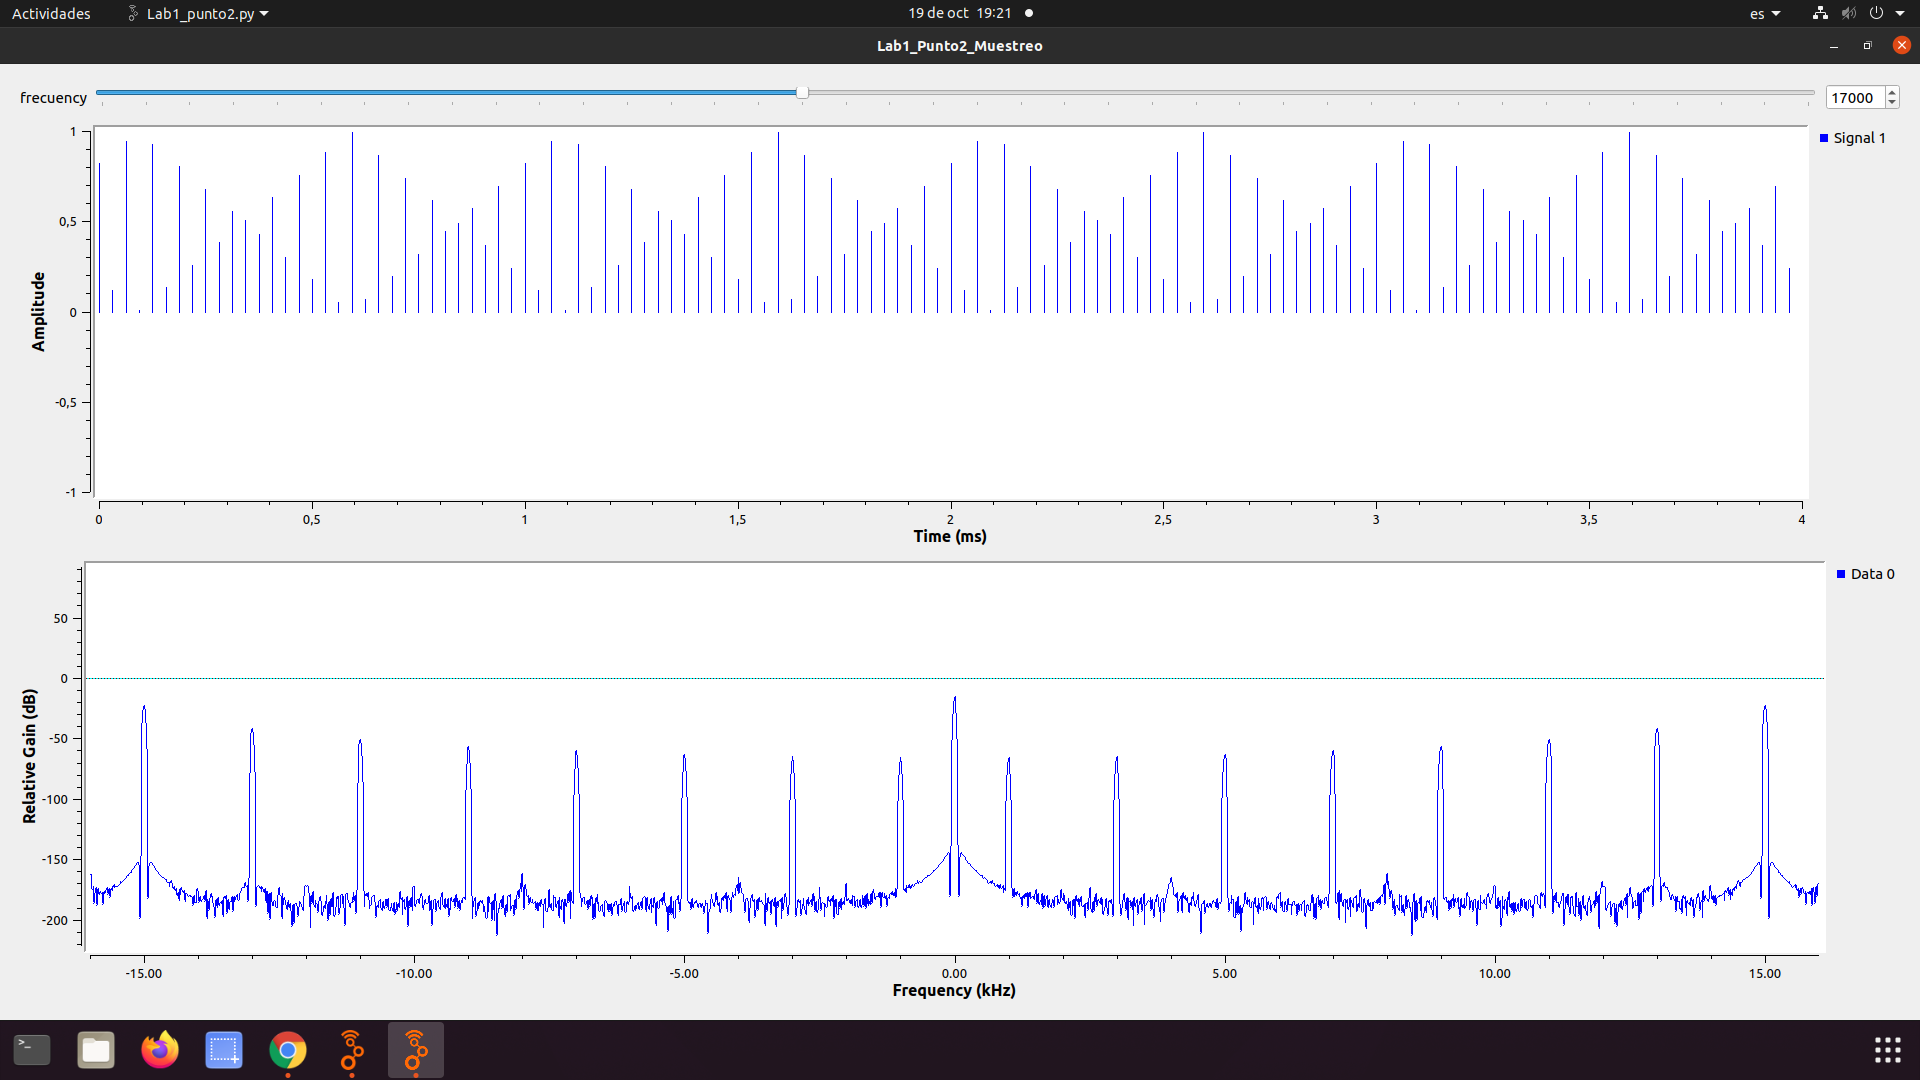 Actividades
Lab1_punto2.py
19 de oct 19:21
es
Lab1_Punto2_Muestreo
frecuency
17000
Signal 1
1
0,5
0
-0,5
-1
Amplitude
0 0,5 1 1,5 2 2,5 3 3,5 4
Time (ms)
Data 0
50
0
-50
-100
-150
-200
Relative Gain (dB)
-15.00 -10.00 -5.00 0.00 5.00 10.00 15.00
Frequency (kHz)
>_